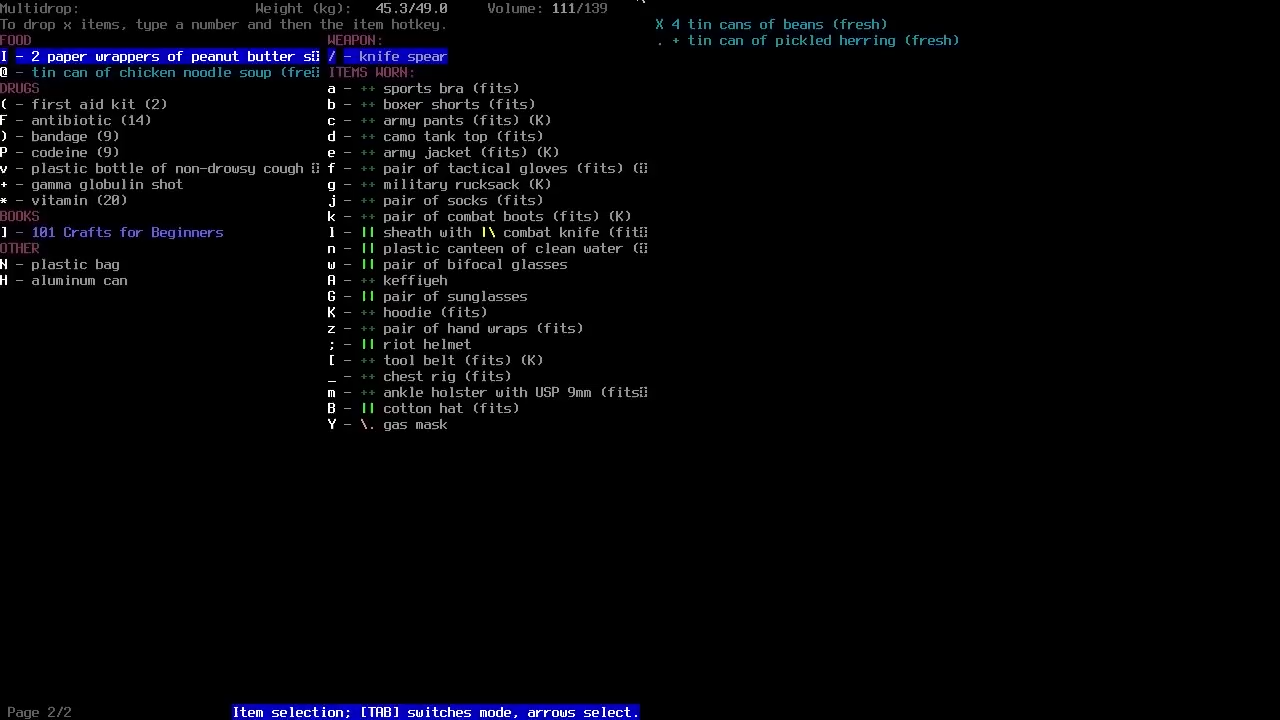 Multidrop: Weight (kg): 45.3/49.0 Volume: 111/139
To drop x items, type a number and then the item hotkey.
FOOD
I - 2 paper wrappers of peanut butter s
@ - tin can of chicken noodle soup (fre
DRUGS
( - first aid kit (2)
F - antibiotic (14)
) - bandage (9)
P - codeine (9)
v - plastic bottle of non-drowsy cough
+ - gamma globulin shot
* - vitamin (20)
BOOKS
] - 101 Crafts for Beginners
OTHER
N - plastic bag
H - aluminum can
WEAPON:
/ - knife spear
ITEMS WORN:
a - ++ sports bra (fits)
b - ++ boxer shorts (fits)
c - ++ army pants (fits) (K)
d - ++ camo tank top (fits)
e - ++ army jacket (fits) (K)
f - ++ pair of tactical gloves (fits) (
g - ++ military rucksack (K)
j - ++ pair of socks (fits)
k - ++ pair of combat boots (fits) (K)
l - || sheath with |\ combat knife (fit
n - || plastic canteen of clean water (
w - || pair of bifocal glasses
A - ++ keffiyeh
G - || pair of sunglasses
K - ++ hoodie (fits)
z - ++ pair of hand wraps (fits)
; - || riot helmet
[ - ++ tool belt (fits) (K)
_ - ++ chest rig (fits)
m - ++ ankle holster with USP 9mm (fits
B - || cotton hat (fits)
Y - \. gas mask
X 4 tin cans of beans (fresh)
. + tin can of pickled herring (fresh)
Page 2/2 Item selection; [TAB] switches mode, arrows select.